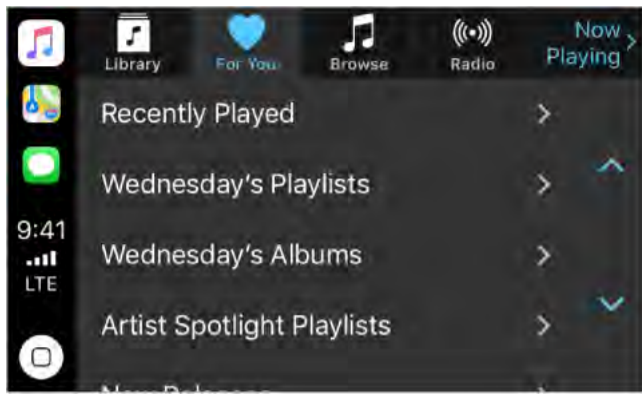 Library
For You
Browse
Radio
Now
Playing
Recently Played
Wednesday's Playlists
Wednesday's Albums
Artist Spotlight Playlists
9:41
LTE